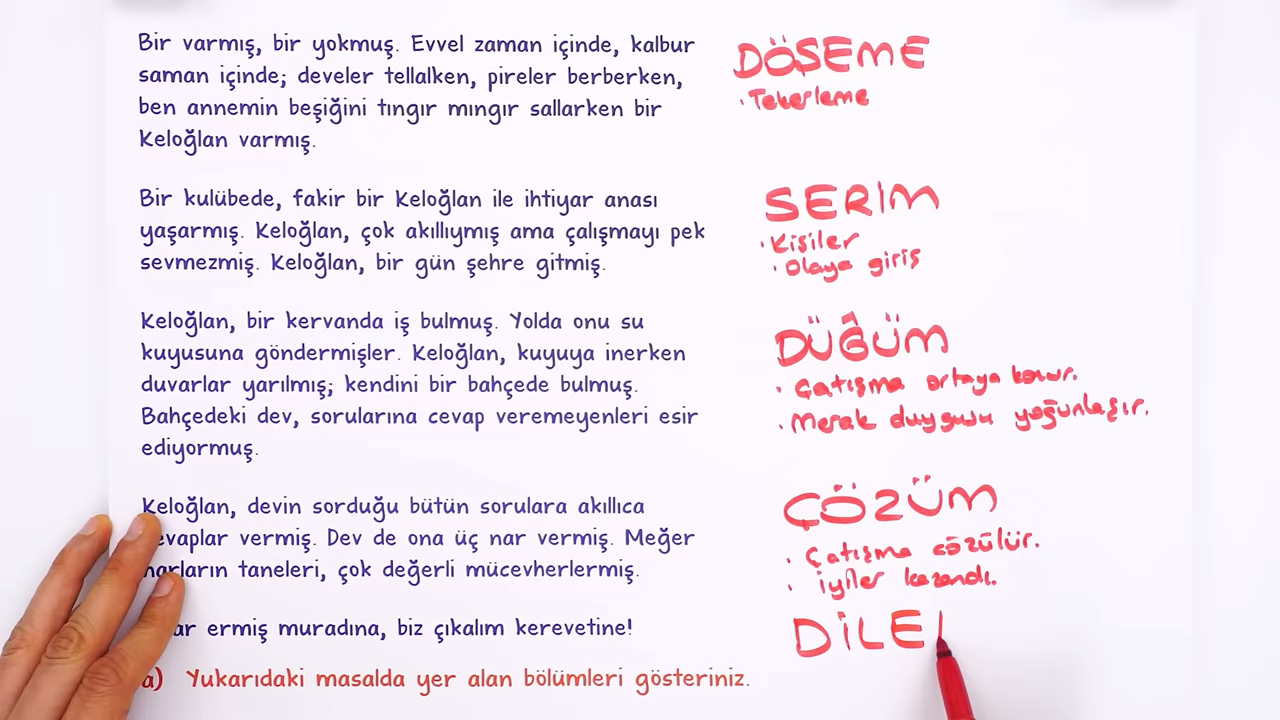 Bir varmış, bir yokmuş. Evvel zaman içinde, kalbur
saman içinde; develer tellalken, pireler berberken,
ben annemin beşiğini tıngır mıngır sallarken bir
Keloğlan varmış.
DÖŞEME
• Tekerleme
Bir kulübede, fakir bir Keloğlan ile ihtiyar anası
yaşarmış. Keloğlan, çok akıllıymış ama çalışmayı pek
sevmezmiş. Keloğlan, bir gün şehre gitmiş.
SERİM
• Kişiler
• Olaya giriş
Keloğlan, bir kervanda iş bulmuş. Yolda onu su
kuyusuna göndermişler. Keloğlan, kuyuya inerken
duvarlar yarılmış; kendini bir bahçede bulmuş.
Bahçedeki dev, sorularına cevap veremeyenleri esir
ediyormuş.
DÜĞÜM
• Çatışma ortaya konur.
• Merak duygusu yoğunlaşır.
Keloğlan, devin sorduğu bütün sorulara akıllıca
evaplar vermiş. Dev de ona üç nar vermiş. Meğer
narların taneleri, çok değerli mücevherlermiş.
ÇÖZÜM
• Çatışma çözülür.
• İyiler kazandı.
ar ermiş muradına, biz çıkalım kerevetine!
DİLE
a) Yukarıdaki masalda yer alan bölümleri gösteriniz.